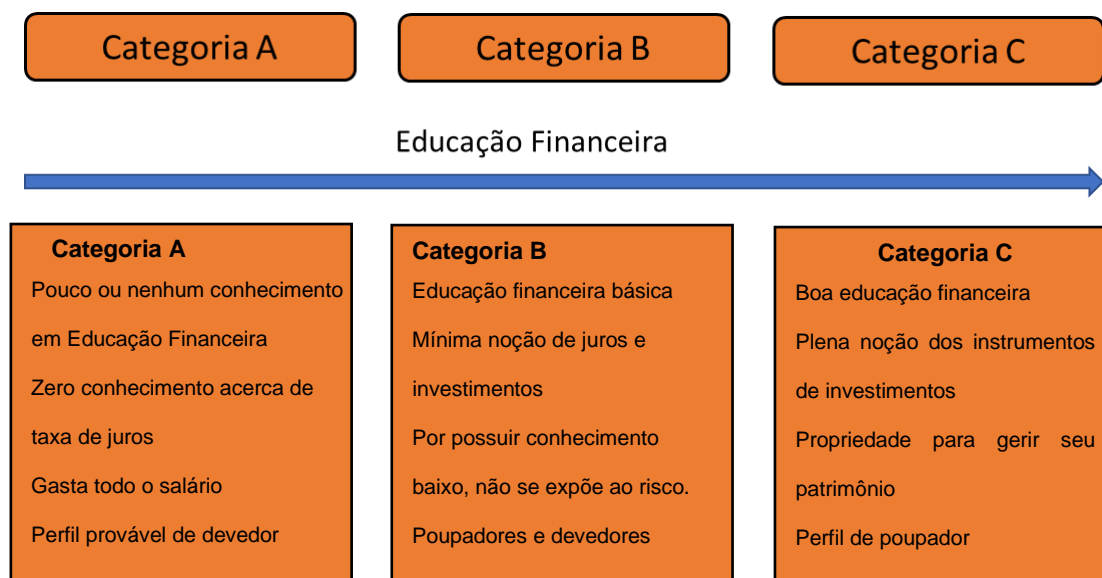 Categoria A
Categoria B
Categoria C
Educação Financeira
Categoria A
Pouco ou nenhum conhecimento
em Educação Financeira
Zero conhecimento acerca de
taxa de juros
Gasta todo o salário
Perfil provável de devedor
Categoria B
Educação financeira básica
Mínima noção de juros e
investimentos
Por possuir conhecimento
baixo, não se expõe ao risco.
Poupadores e devedores
Categoria C
Boa educação financeira
Plena noção dos instrumentos
de investimentos
Propriedade para gerir seu
patrimônio
Perfil de poupador